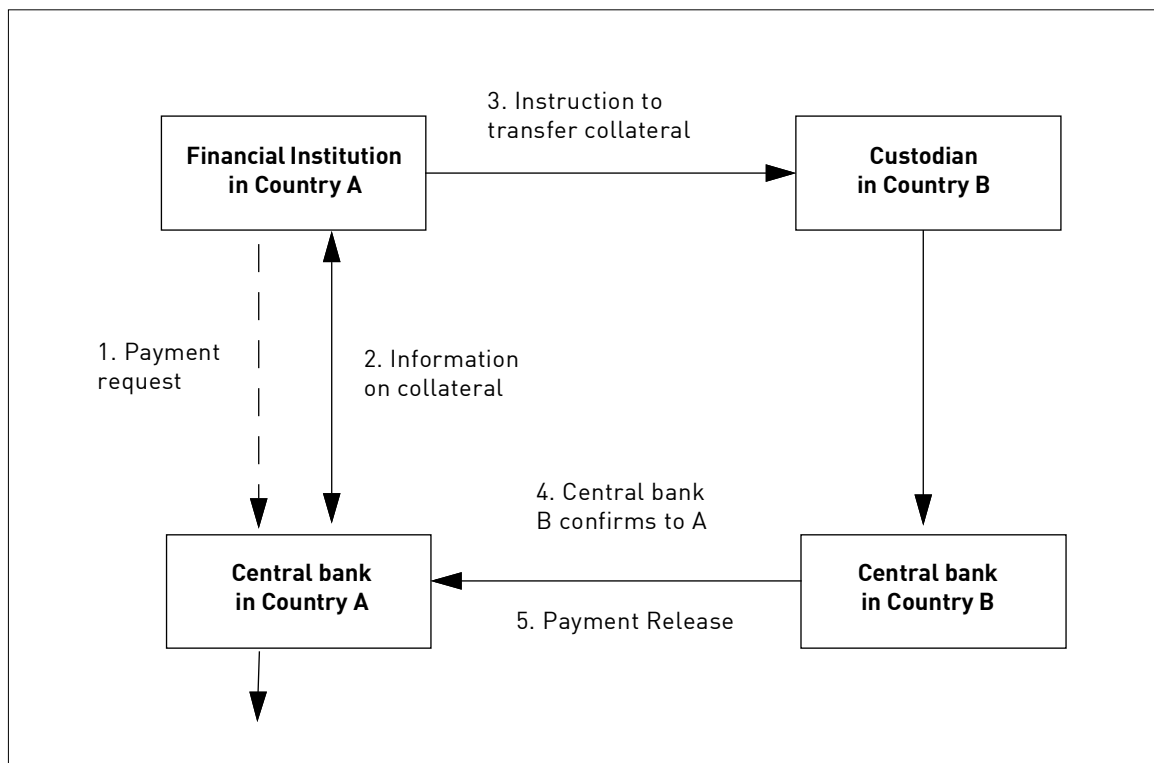 3. Instruction to
transfer collateral
Financial Institution
in Country A
Custodian
in Country B
1. Payment
request
2. Information
on collateral
4. Central bank
B confirms to A
Central bank
in Country A
Central bank
in Country B
5. Payment Release